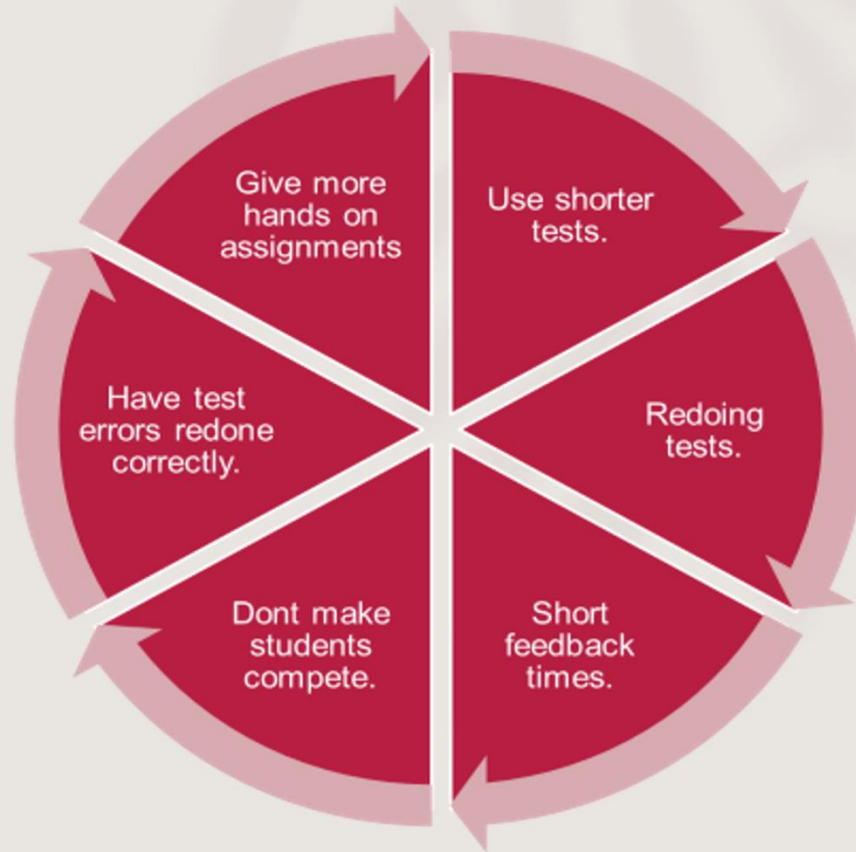 Give more
hands on
assignments
Use shorter
tests.
Redoing
tests.
Short
feedback
times.
Dont make
students
compete.
Have test
errors redone
correctly.